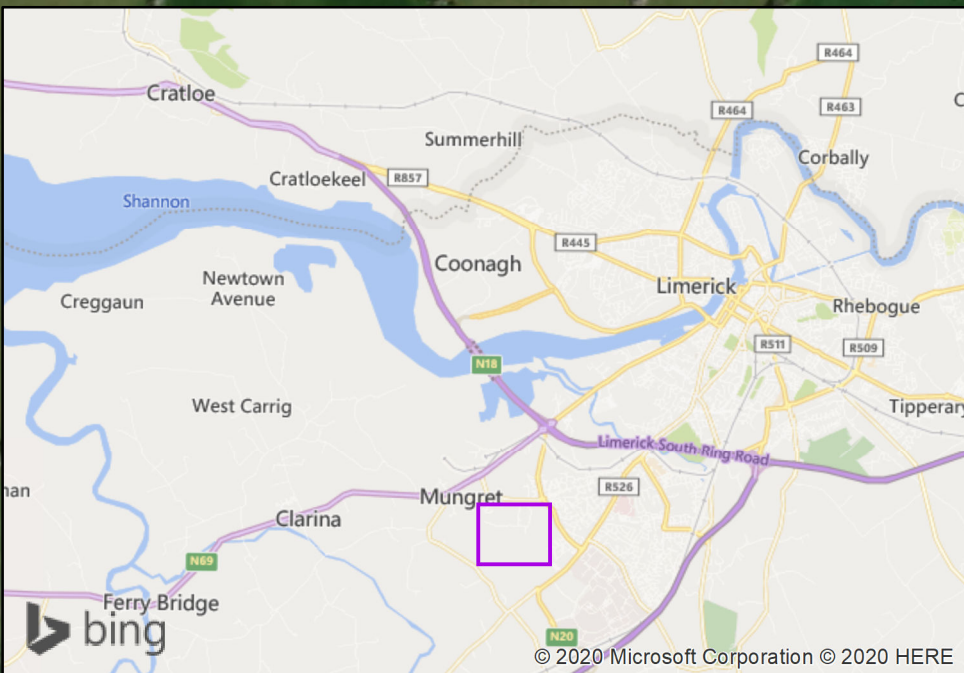 R464
Cratloe
R464
R463
Summerhill
Corbally
Cratloekeel
R857
Shannon
R445
Coonagh
Newtown
Avenue
Limerick
Creggaun
Rhebogue
R511
R509
N18
West Carrig
Tipperary
Limerick South Ring Road
R526
Mungret
Clarina
N69
Ferry Bridge
bing
N20
© 2020 Microsoft Corporation © 2020 HERE